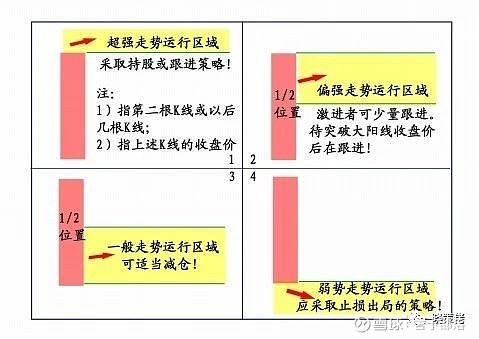 超强走势运行区域
采取持股或跟进策略!
注:
1)指第二根K线或以后
几根K线;
2)指上述K线的收盘价
1
偏强走势运行区域
1/2
位置
激进者可少量跟进。
待突破大阳线收盘价
后在跟进!
2
3
1/2
位置
一般走势运行区域
可适当减仓!
4
弱势走势运行区域
应采取止损出局的策略!
雪球: